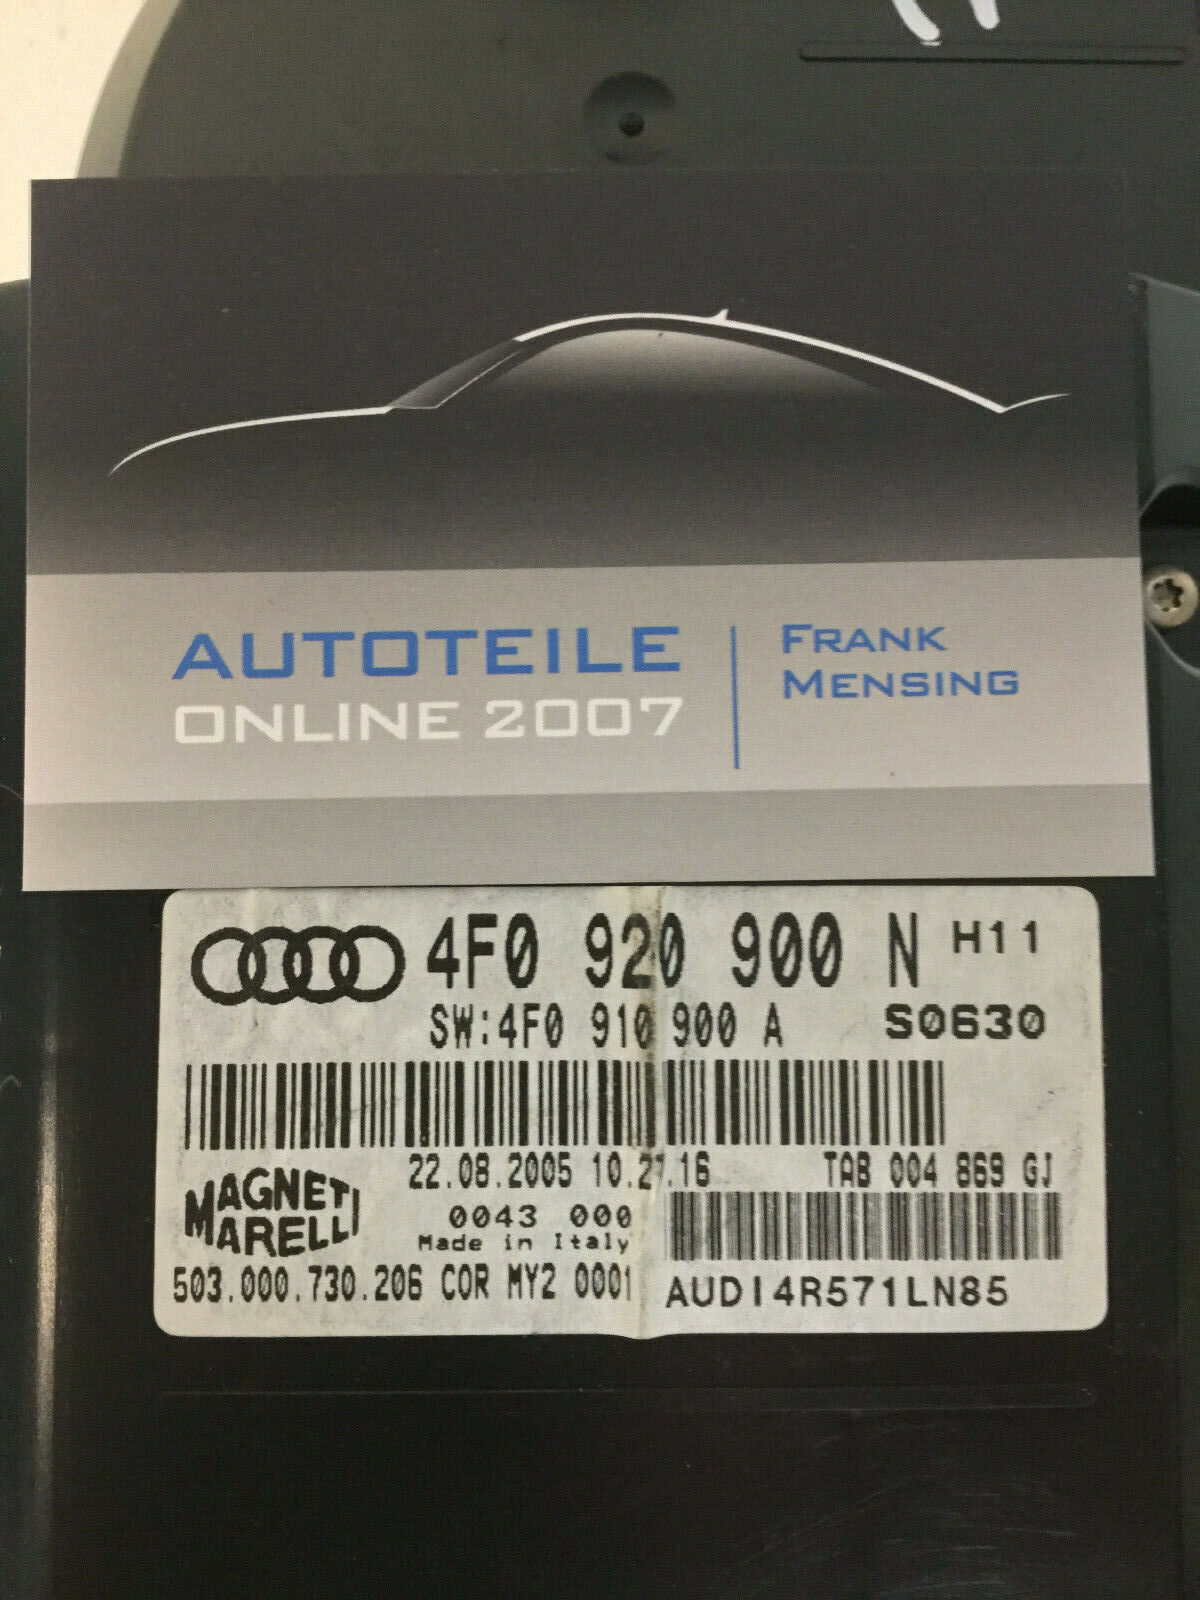 AUTOTEILE
ONLINE 2007
FRANK
MENSING
4F0 920 900 N H11
SW:4F0 910 900 A S0630
22.08.2005 10.27.16 TAB 004 869 GJ
MAGNETI
MARELLI
0043 000
Made in Italy
503.000.730.206 COR MY2 0001
AUDI4R571LN85